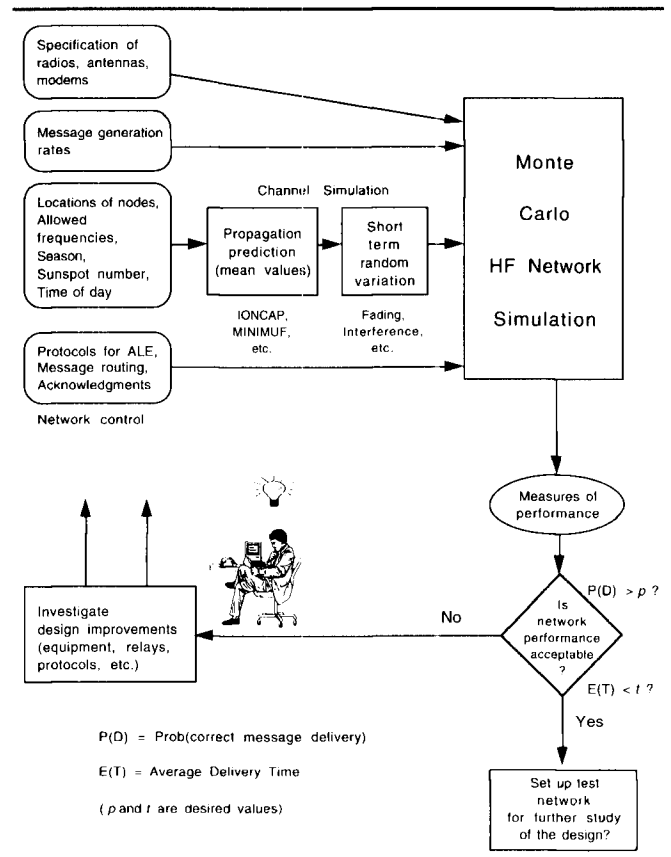 Specification of
radios, antennas,
modems
Message generation
rates
Locations of nodes,
Allowed
frequencies,
Season,
Sunspot number,
Time of day
Channel Simulation
Propagation
prediction
(mean values)
Short
term
random
variation
IONCAP,
MINIMUF,
etc.
Fading,
Interference,
etc.
Protocols for ALE,
Message routing,
Acknowledgments
Network control
Monte
Carlo
HF Network
Simulation
Measures of
performance
P(D) > p ?
Is
network
performance
acceptable
?
E(T) < t ?
No
Yes
Investigate
design improvements
(equipment, relays,
protocols, etc.)
P(D) = Prob(correct message delivery)
E(T) = Average Delivery Time
( p and t are desired values)
Set up test
network
for further study
of the design?